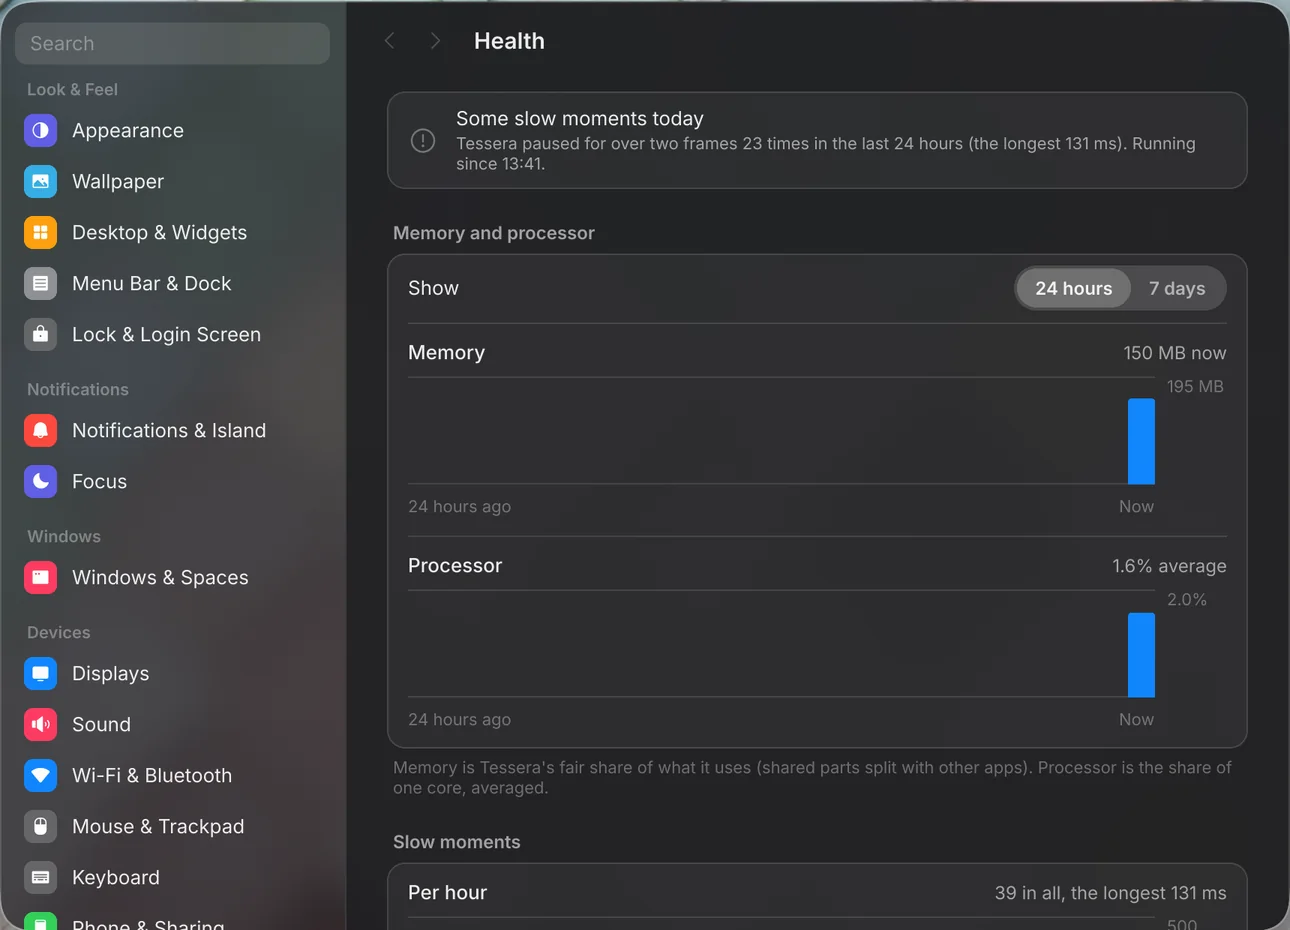 Search
Look & Feel
Appearance
Wallpaper
Desktop & Widgets
Menu Bar & Dock
Lock & Login Screen
Notifications
Notifications & Island
Focus
Windows
Windows & Spaces
Devices
Displays
Sound
Wi-Fi & Bluetooth
Mouse & Trackpad
Keyboard
Phone & Sharing
Health
Some slow moments today
Tessera paused for over two frames 23 times in the last 24 hours (the longest 131 ms). Running
since 13:41.
Memory and processor
Show
24 hours
7 days
Memory
150 MB now
195 MB
24 hours ago
Now
Processor
1.6% average
2.0%
24 hours ago
Now
Memory is Tessera's fair share of what it uses (shared parts split with other apps). Processor is the share of
one core, averaged.
Slow moments
Per hour
39 in all, the longest 131 ms
500